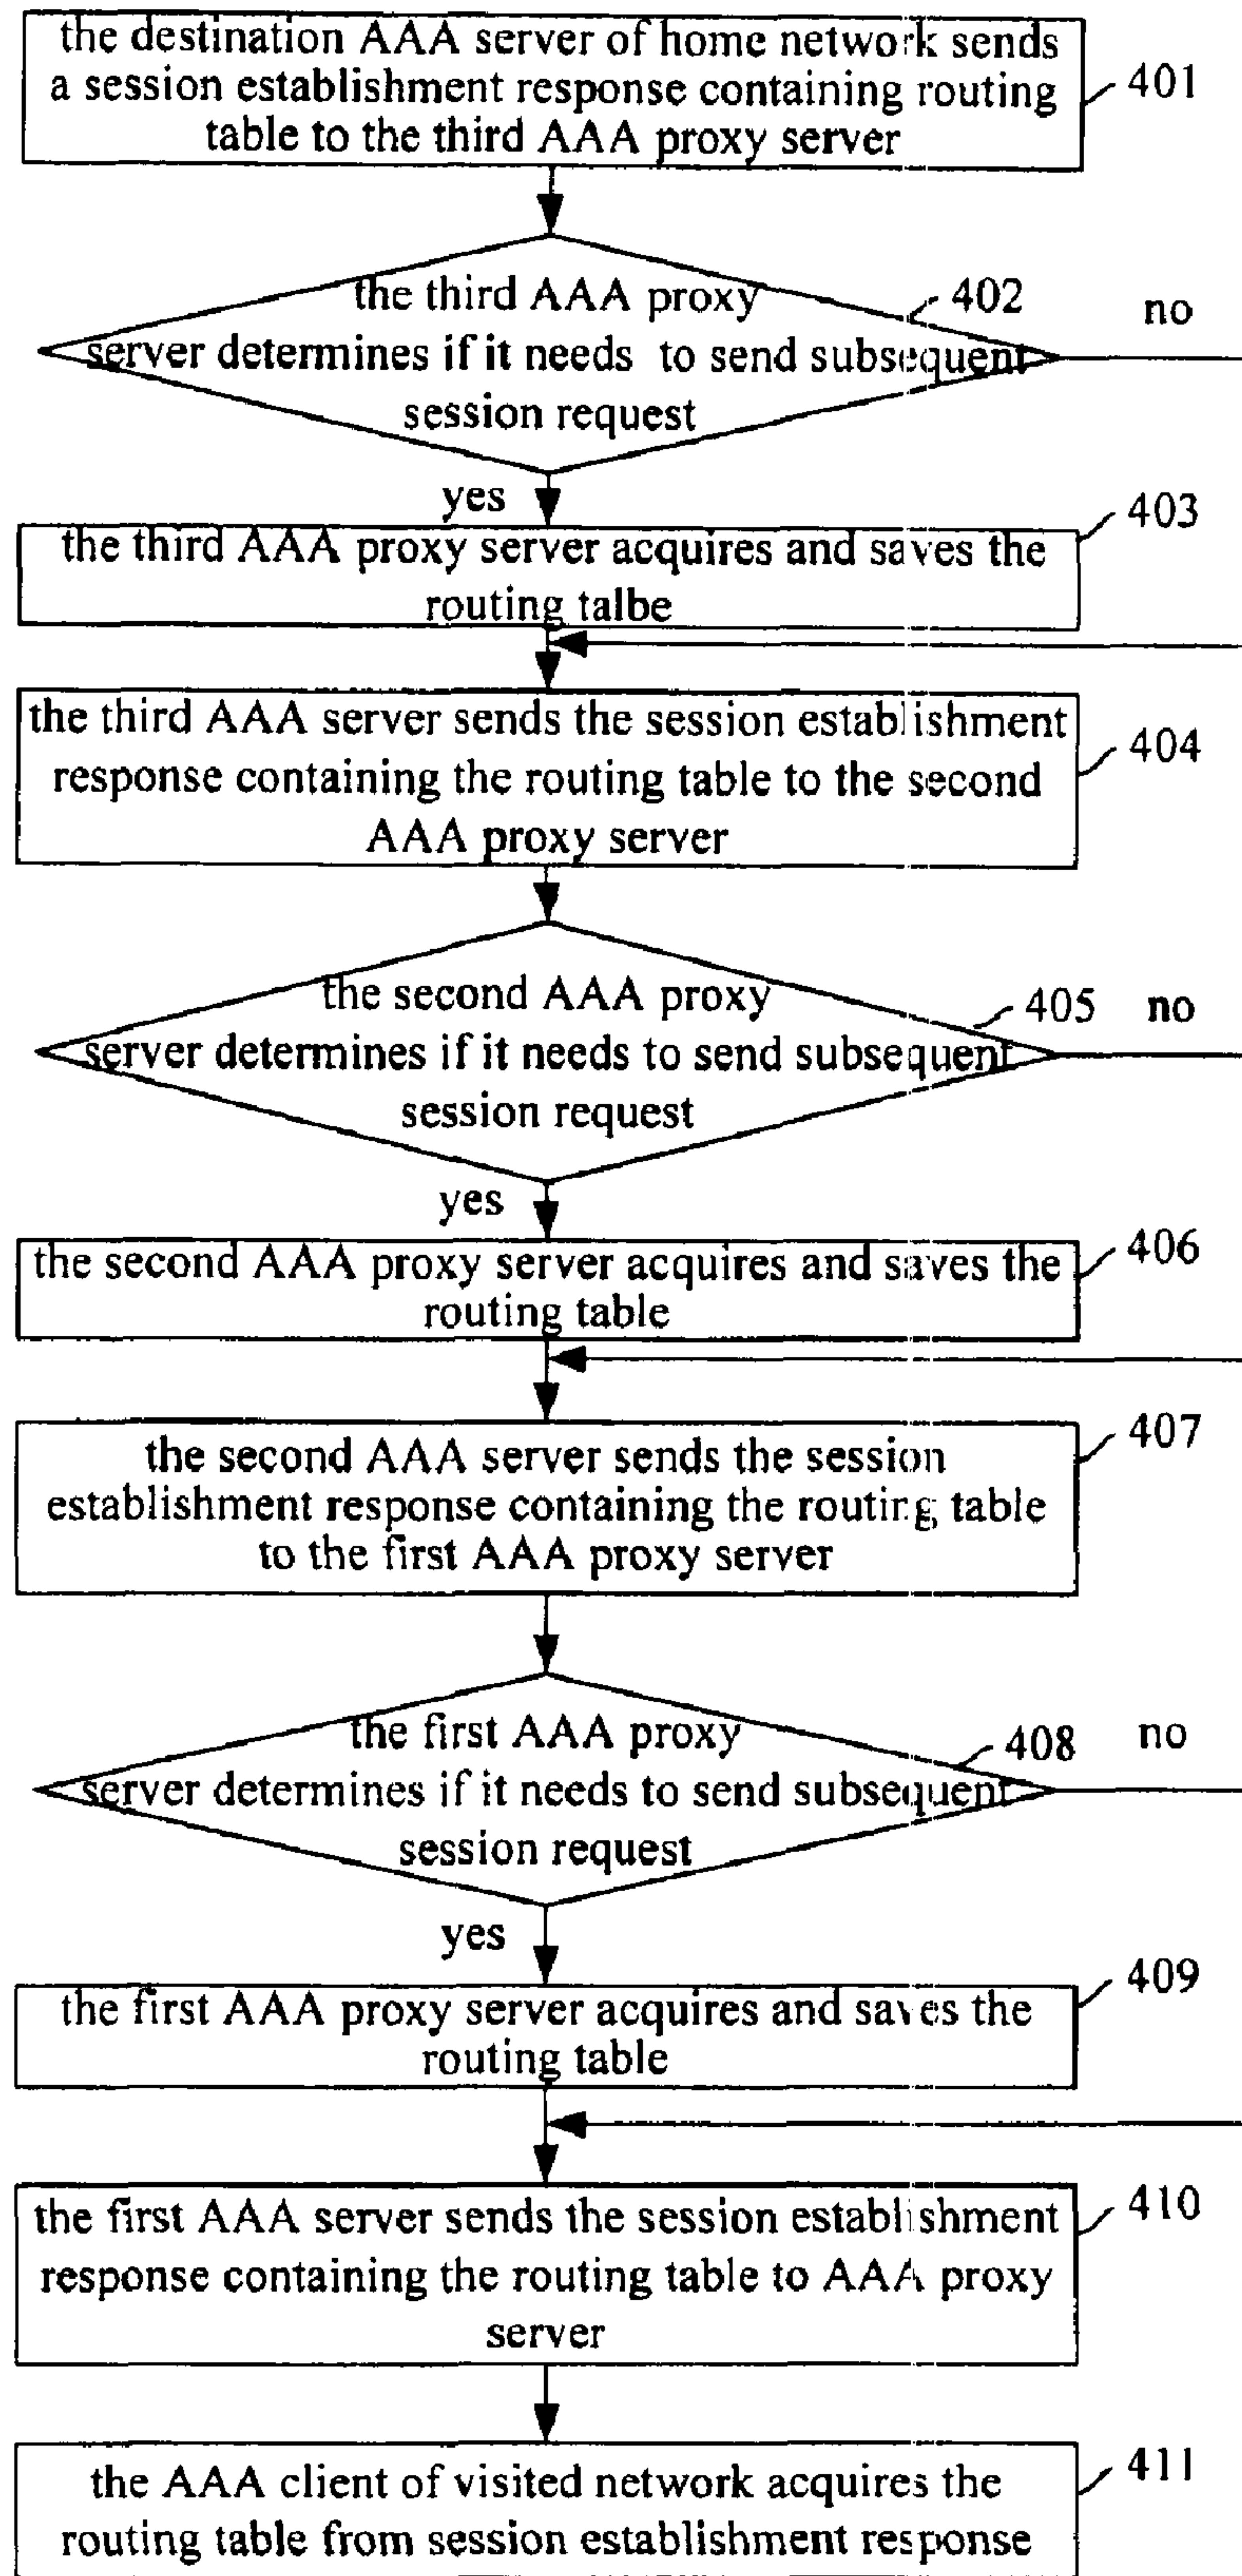 the destination AAA server of home network sends
a session establishment response containing routing
table to the third AAA proxy server
401
the third AAA proxy
402
no
server determines if it needs to send subsequent
session request
yes
403
the third AAA proxy server acquires and saves the
routing talbe
the third AAA server sends the session establishment
response containing the routing table to the second
AAA proxy server
404
the second AAA proxy
405
no
server determines if it needs to send subsequent
session request
yes
406
the second AAA proxy server acquires and saves the
routing table
407
the second AAA server sends the session
establishment response containing the routing table
to the first AAA proxy server
the first AAA proxy
408
no
server determines if it needs to send subsequent
session request
yes
409
the first AAA proxy server acquires and saves the
routing table
410
the first AAA server sends the session establishment
response containing the routing table to AAA proxy
server
411
the AAA client of visited network acquires the
routing table from session establishment response